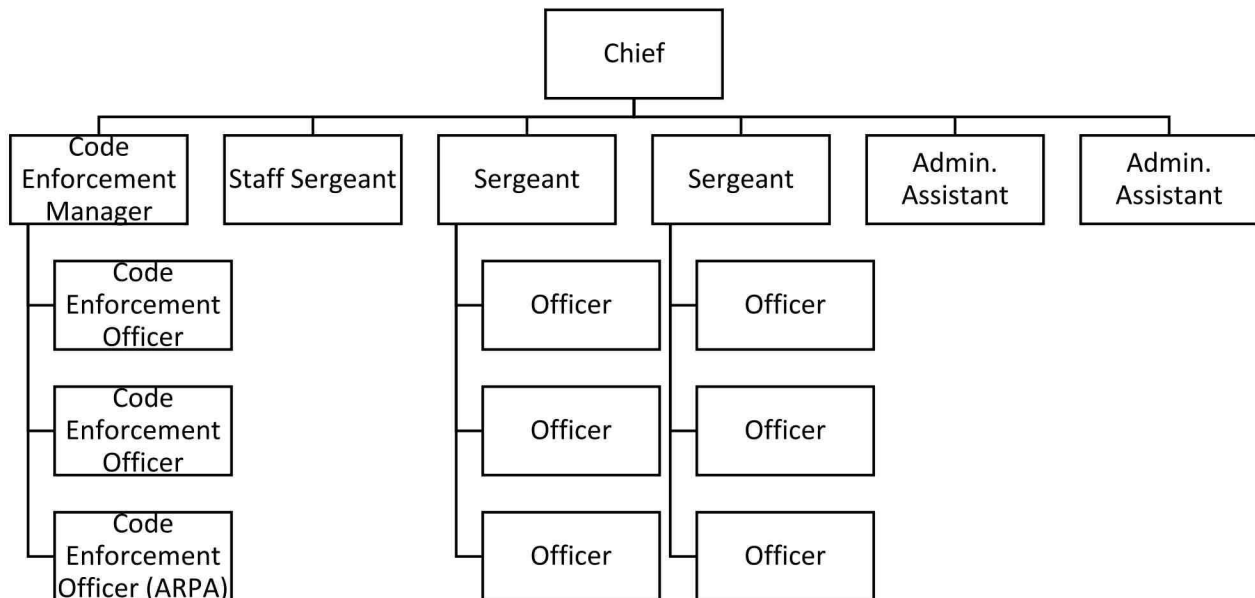 Chief
Code
Enforcement
Manager
Staff Sergeant
Sergeant
Sergeant
Admin.
Assistant
Admin.
Assistant
Code
Enforcement
Officer
Officer
Officer
Code
Enforcement
Officer
Officer
Officer
Code
Enforcement
Officer (ARPA)
Officer
Officer